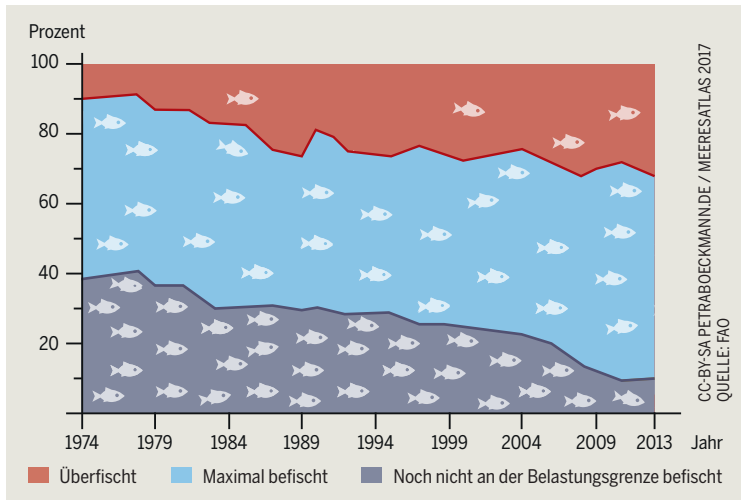 Prozent
100
80
60
40
20
1974 1979 1984 1989 1994 1999 2004 2009 2013 Jahr
Überfischt Maximal befischt Noch nicht an der Belastungsgrenze befischt
CC-BY-SA PETRABOECKMANN.DE / MEERESATLAS 2017
QUELLE: FAO